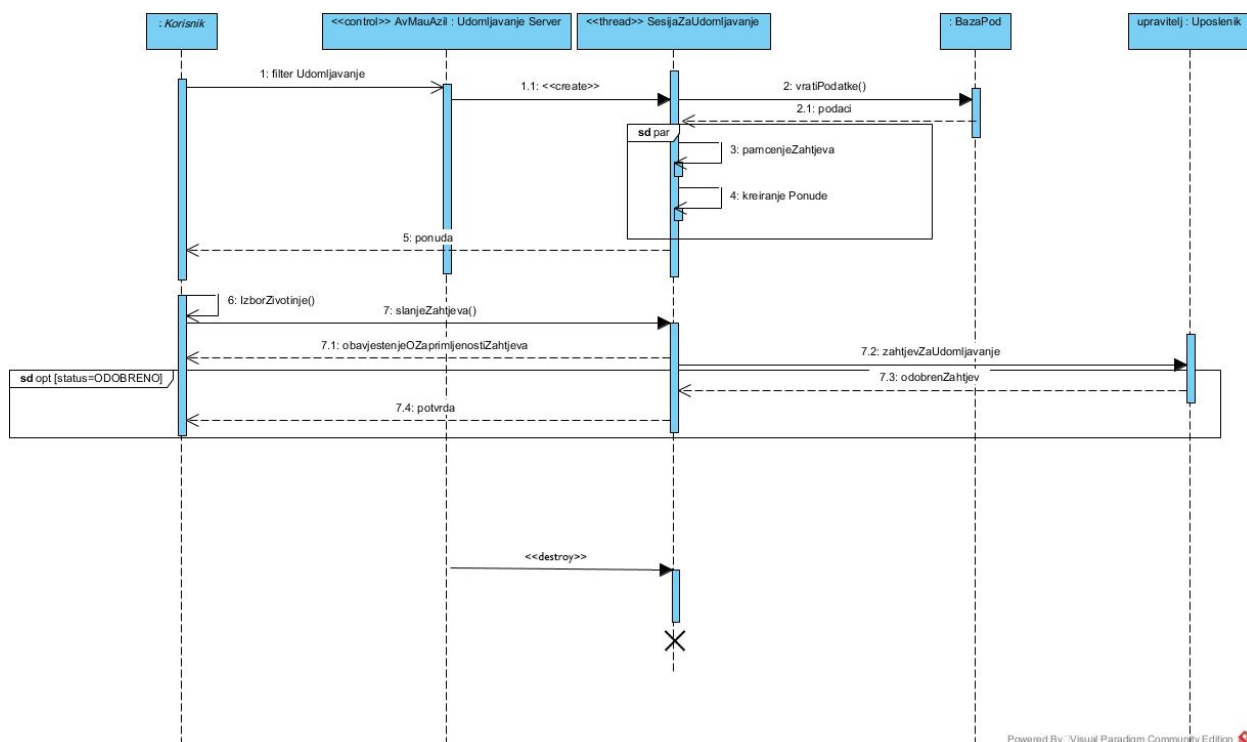 : Korisnik
<<control>> AvMauAzil : Udomljavanje Server
<<thread>> SesijaZaUdomljavanje
: BazaPod
upravitelj : Uposlenik
1: filter Udomljavanje
1.1: <<create>>
2: vratiPodatke()
2.1: podaci
sd par
3: pamcenjeZahtjeva
4: kreiranje Ponude
5: ponuda
6: IzborZivotinje()
7: slanjeZahtjeva()
7.1: obavjestenjeOZaprimljenostiZahtjeva
7.2: zahtjevZaUdomljavanje
sd opt [status=ODOBRENO]
7.3: odobrenZahtjev
7.4: potvrda
<<destroy>>
Powered By Visual Paradigm Community Edition